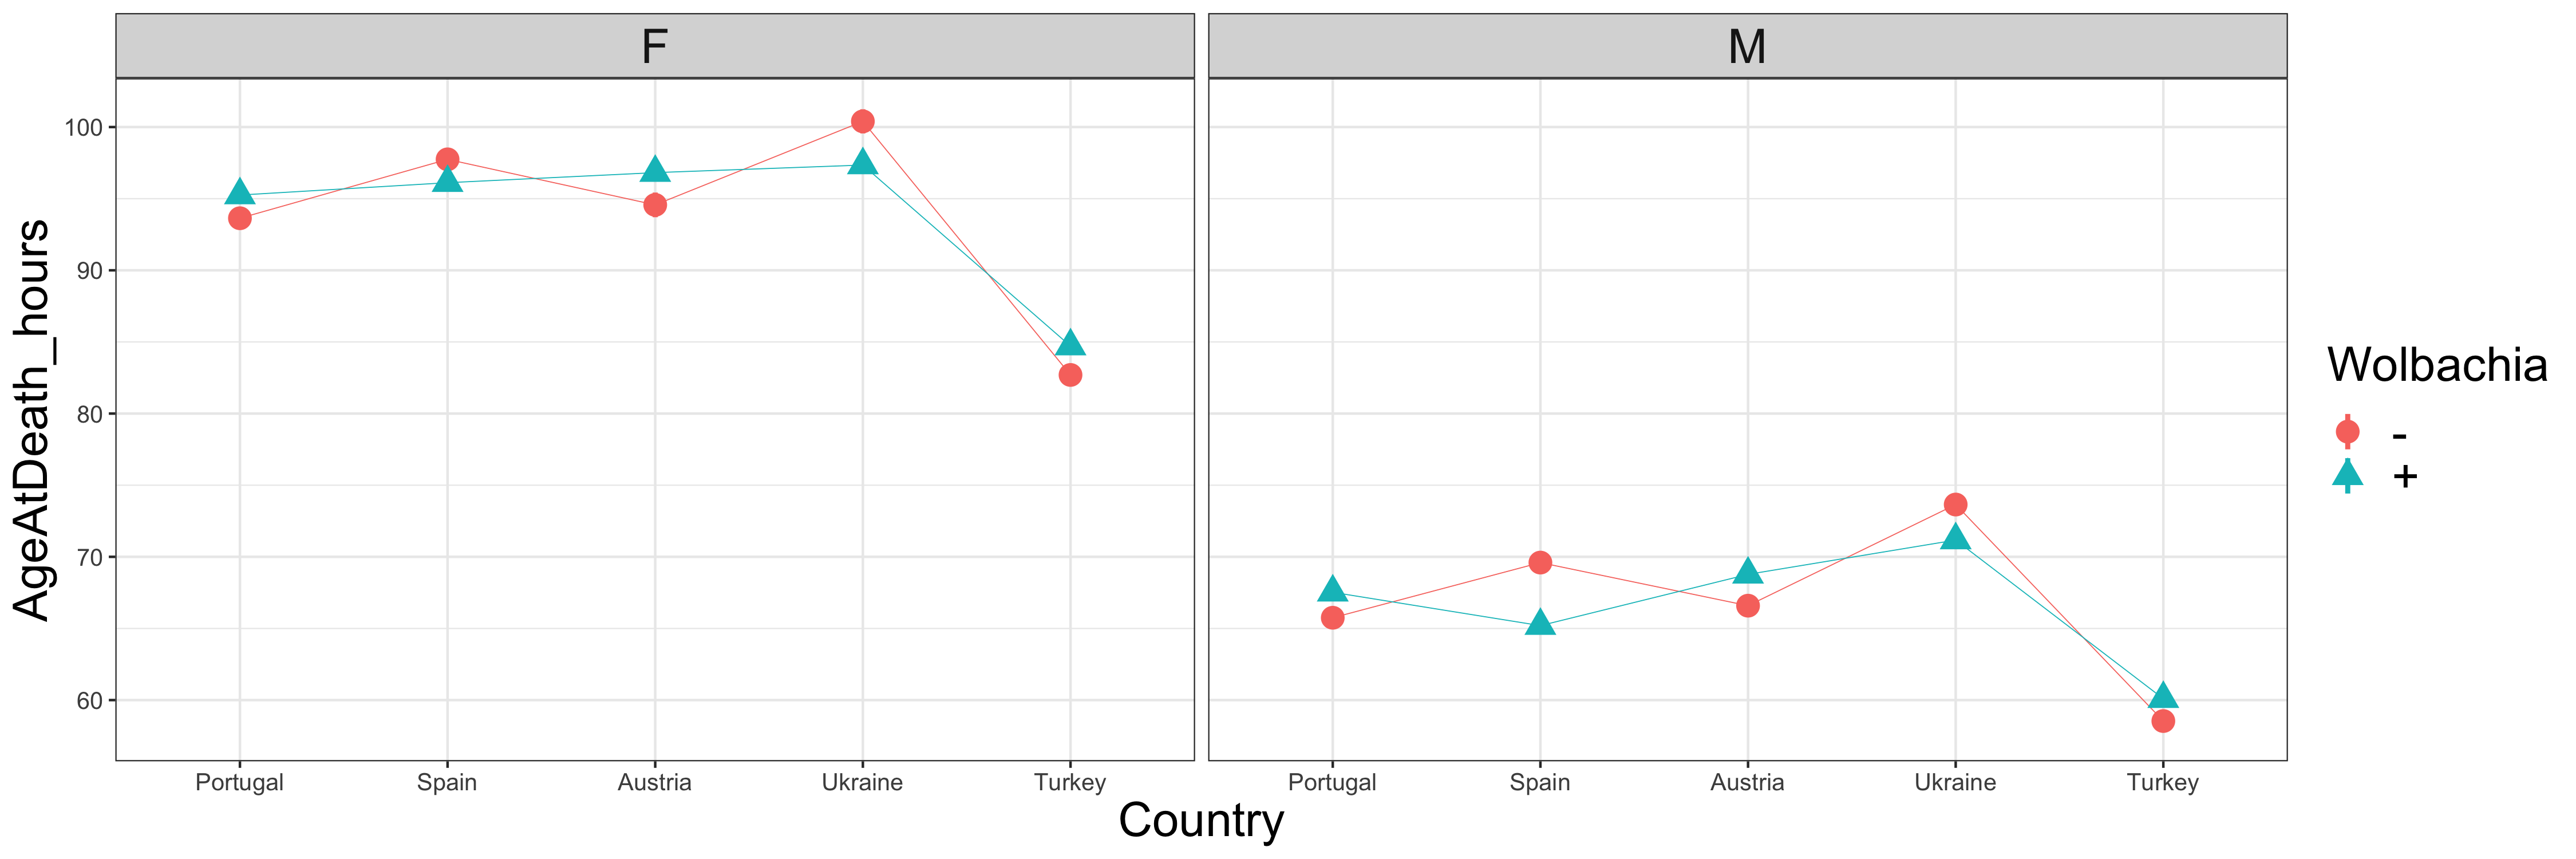 F
M
100
90
80
70
60
AgeAtDeath_hours
Portugal Spain Austria Ukraine Turkey
Portugal Spain Austria Ukraine Turkey
Country
Wolbachia
-
+